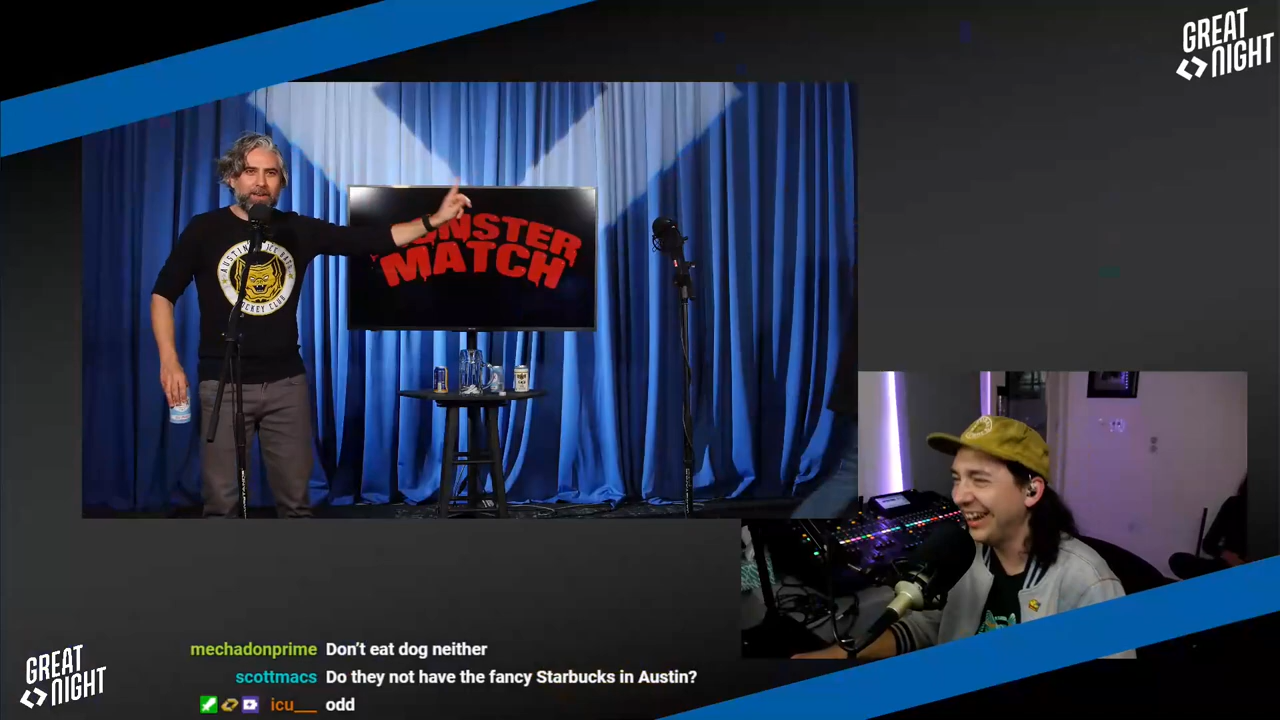 GREAT
NIGHT
MONSTER
MATCH
AUSTIN
HOCKEY CLUB
mechadonprime Don’t eat dog neither
scottmacs Do they not have the fancy Starbucks in Austin?
icu___ odd
GREAT
NIGHT